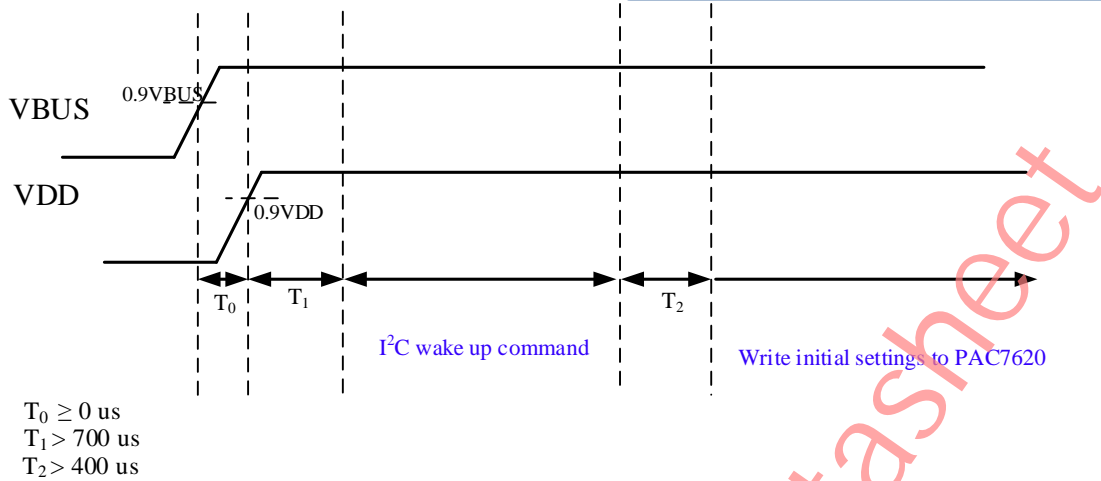 0.9VBUS
VBUS
VDD
0.9VDD
T₀
T₁
T₂
I²C wake up command
Write initial settings to PAC7620
T₀ ≥ 0 us
T₁ > 700 us
T₂ > 400 us
tasheet